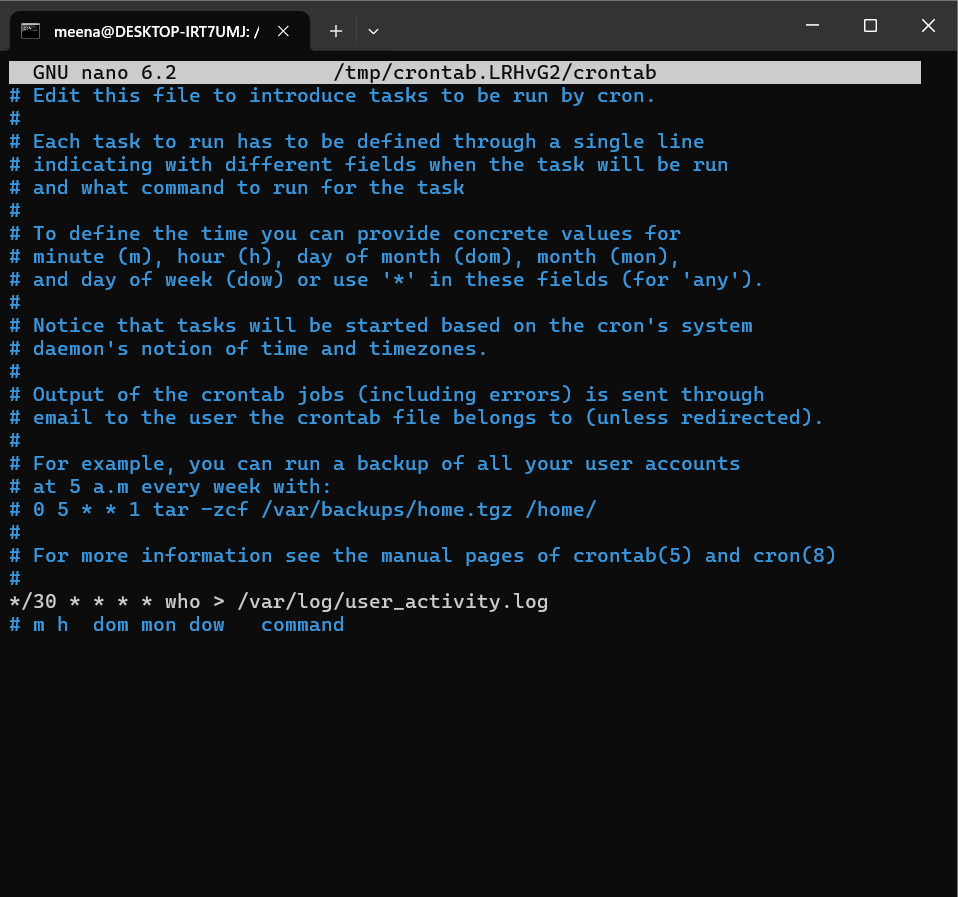 meena@DESKTOP-IRT7UMJ: /
GNU nano 6.2 /tmp/crontab.LRHvG2/crontab
# Edit this file to introduce tasks to be run by cron.
#
# Each task to run has to be defined through a single line
# indicating with different fields when the task will be run
# and what command to run for the task
#
# To define the time you can provide concrete values for
# minute (m), hour (h), day of month (dom), month (mon),
# and day of week (dow) or use '*' in these fields (for 'any').
#
# Notice that tasks will be started based on the cron's system
# daemon's notion of time and timezones.
#
# Output of the crontab jobs (including errors) is sent through
# email to the user the crontab file belongs to (unless redirected).
#
# For example, you can run a backup of all your user accounts
# at 5 a.m every week with:
# 0 5 * * 1 tar -zcf /var/backups/home.tgz /home/
#
# For more information see the manual pages of crontab(5) and cron(8)
#
*/30 * * * * who > /var/log/user_activity.log
# m h  dom mon dow   command